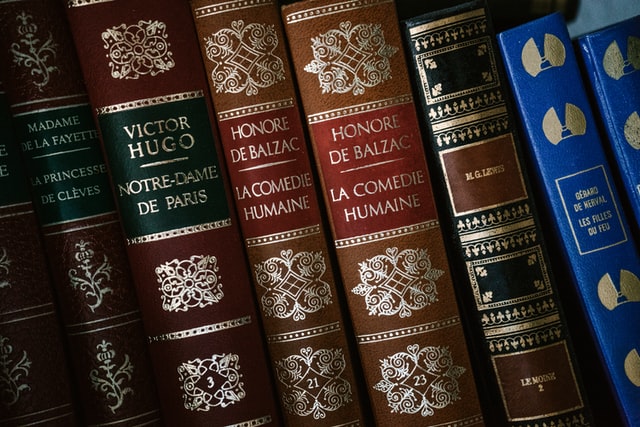 MADAME
DE LA FAYETTE
LA PRINCESSE
DE CLÈVES
VICTOR
HUGO
NOTRE-DAME
DE PARIS
3
HONORE
DE BALZAC
LA COMEDIE
HUMAINE
21
HONORE
DE BALZAC
LA COMEDIE
HUMAINE
23
M.G.LEWIS
LE MOINE
2
GÉRARD
DE NERVAL
LES FILLES
DU FEU